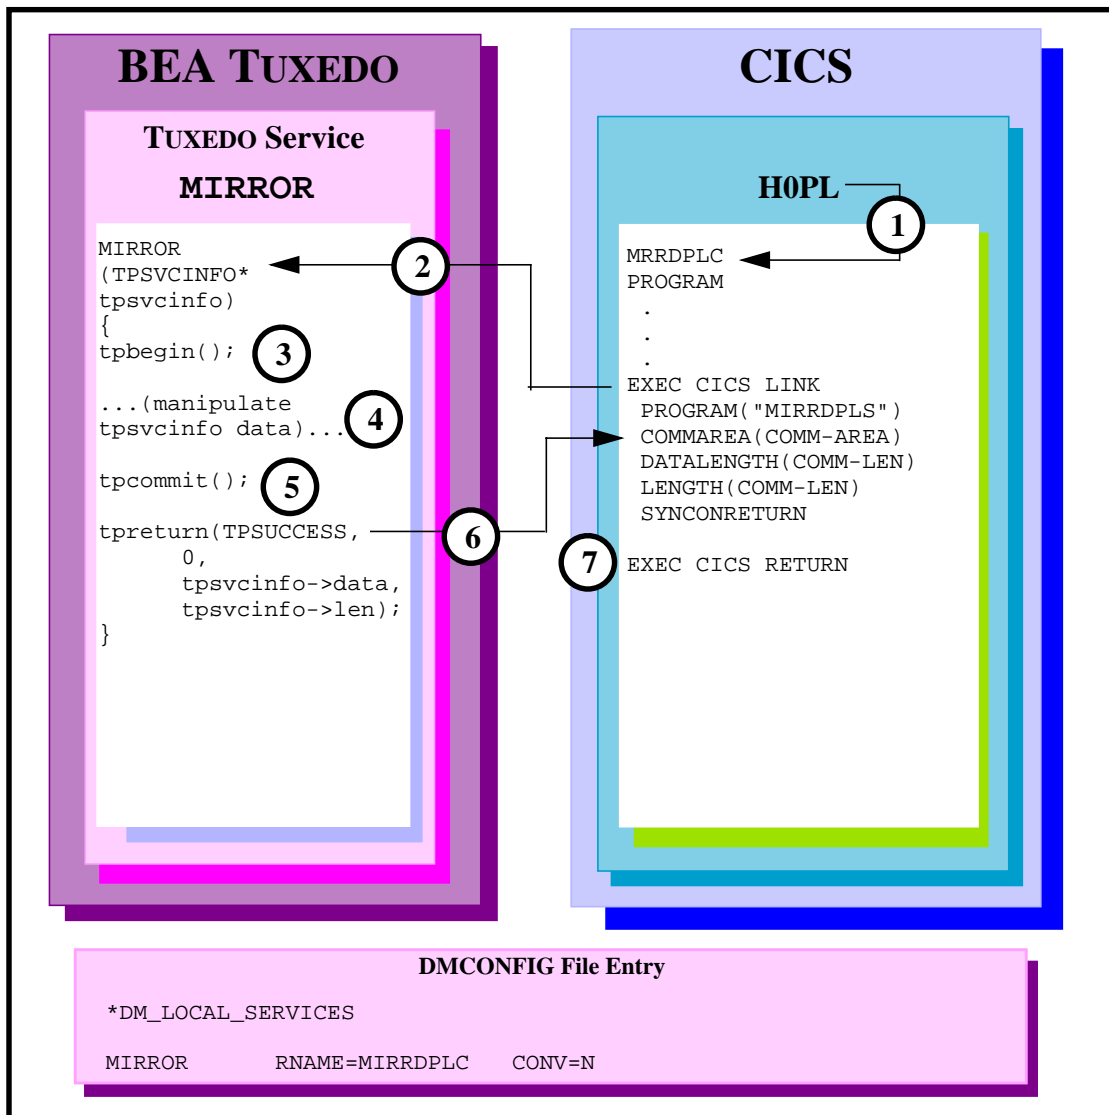 BEA TUXEDO
TUXEDO Service
MIRROR
MIRROR
(TPSVCINFO*
tpsvcinfo)
{
tpbegin();
3
...(manipulate
tpsvcinfo data)...
4
tpcommit();
5
tpreturn(TPSUCCESS,
0,
tpsvcinfo->data,
tpsvcinfo->len);
}
2
6
CICS
H0PL
1
MRRDPLC
PROGRAM
.
.
.
EXEC CICS LINK
PROGRAM("MIRRDPLS")
COMMAREA(COMM-AREA)
DATALENGTH(COMM-LEN)
LENGTH(COMM-LEN)
SYNCONRETURN
7
EXEC CICS RETURN
DMCONFIG File Entry
*DM_LOCAL_SERVICES
MIRROR RNAME=MIRRDPLC CONV=N